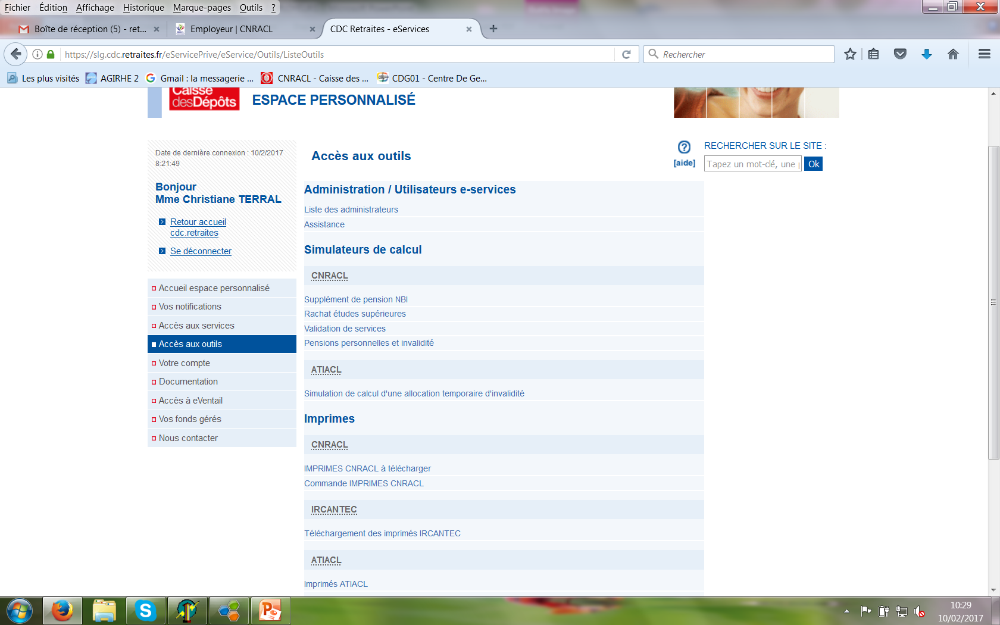 Fichier Édition Affichage Historique Marque-pages Outils ?
Boîte de réception (5) - ret...
Employeur | CNRACL
CDC Retraites - eServices
https://slg.cdc.retraites.fr/eServicePrive/eService/Outils/ListeOutils
Rechercher
Les plus visités
AGIRHE 2
Gmail : la messagerie ...
CNRACL - Caisse des ...
CDG01 - Centre De Ge...
Caisse
desDépôts
ESPACE PERSONNALISÉ
Date de dernière connexion : 10/2/2017
8:21:49
Bonjour
Mme Christiane TERRAL
Retour accueil
cdc.retraites
Se déconnecter
Accueil espace personnalisé
Vos notifications
Accès aux services
Accès aux outils
Votre compte
Documentation
Accès à eVentail
Vos fonds gérés
Nous contacter
Accès aux outils
[aide]
RECHERCHER SUR LE SITE :
Tapez un mot-clé, une
Ok
Administration / Utilisateurs e-services
Liste des administrateurs
Assistance
Simulateurs de calcul
CNRACL
Supplément de pension NBI
Rachat études supérieures
Validation de services
Pensions personnelles et invalidité
ATIACL
Simulation de calcul d'une allocation temporaire d'invalidité
Imprimes
CNRACL
IMPRIMES CNRACL à télécharger
Commande IMPRIMES CNRACL
IRCANTEC
Téléchargement des imprimés IRCANTEC
ATIACL
Imprimés ATIACL
10:29
10/02/2017